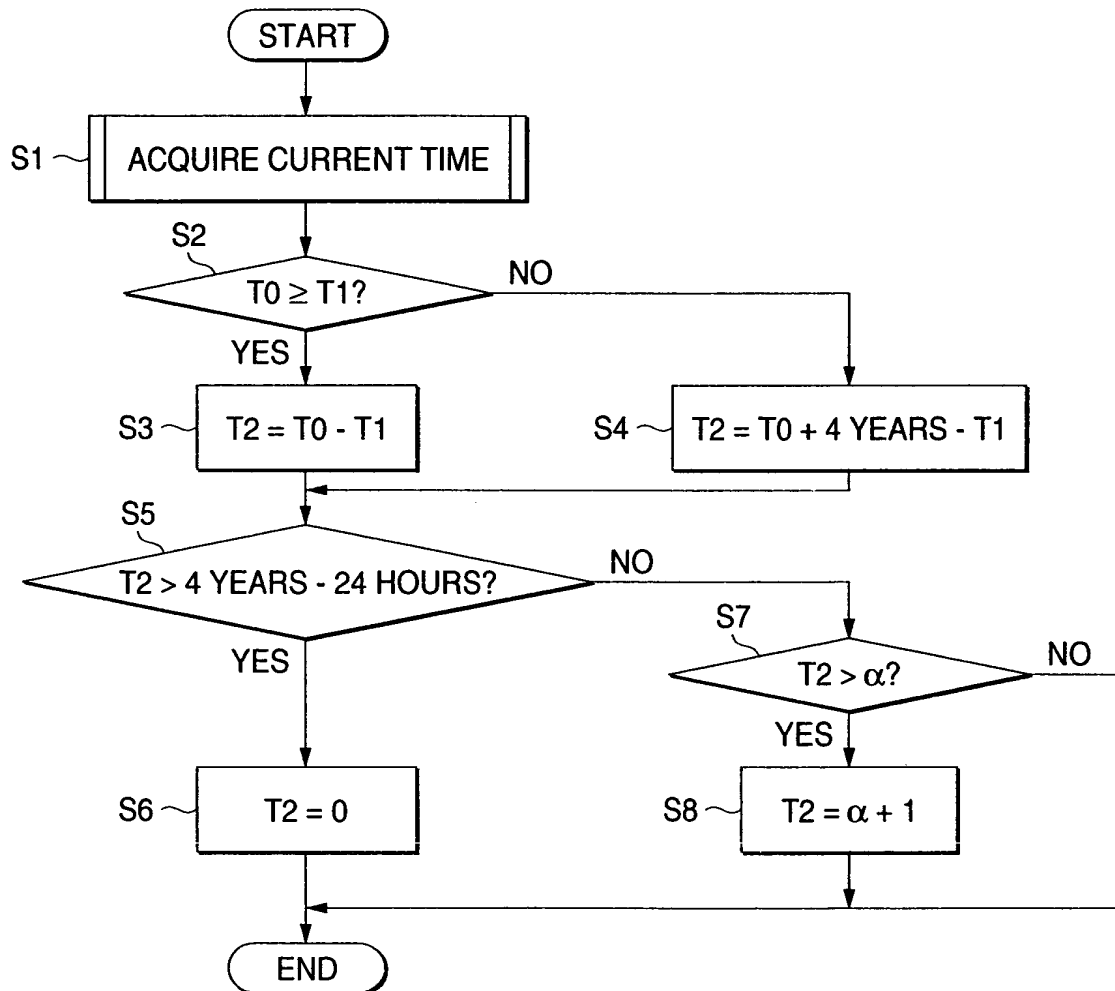 START
S1
ACQUIRE CURRENT TIME
S2
T0 ≥ T1?
NO
YES
S3
T2 = T0 - T1
S4
T2 = T0 + 4 YEARS - T1
S5
T2 > 4 YEARS - 24 HOURS?
NO
YES
S7
T2 > α?
NO
YES
S6
T2 = 0
S8
T2 = α + 1
END